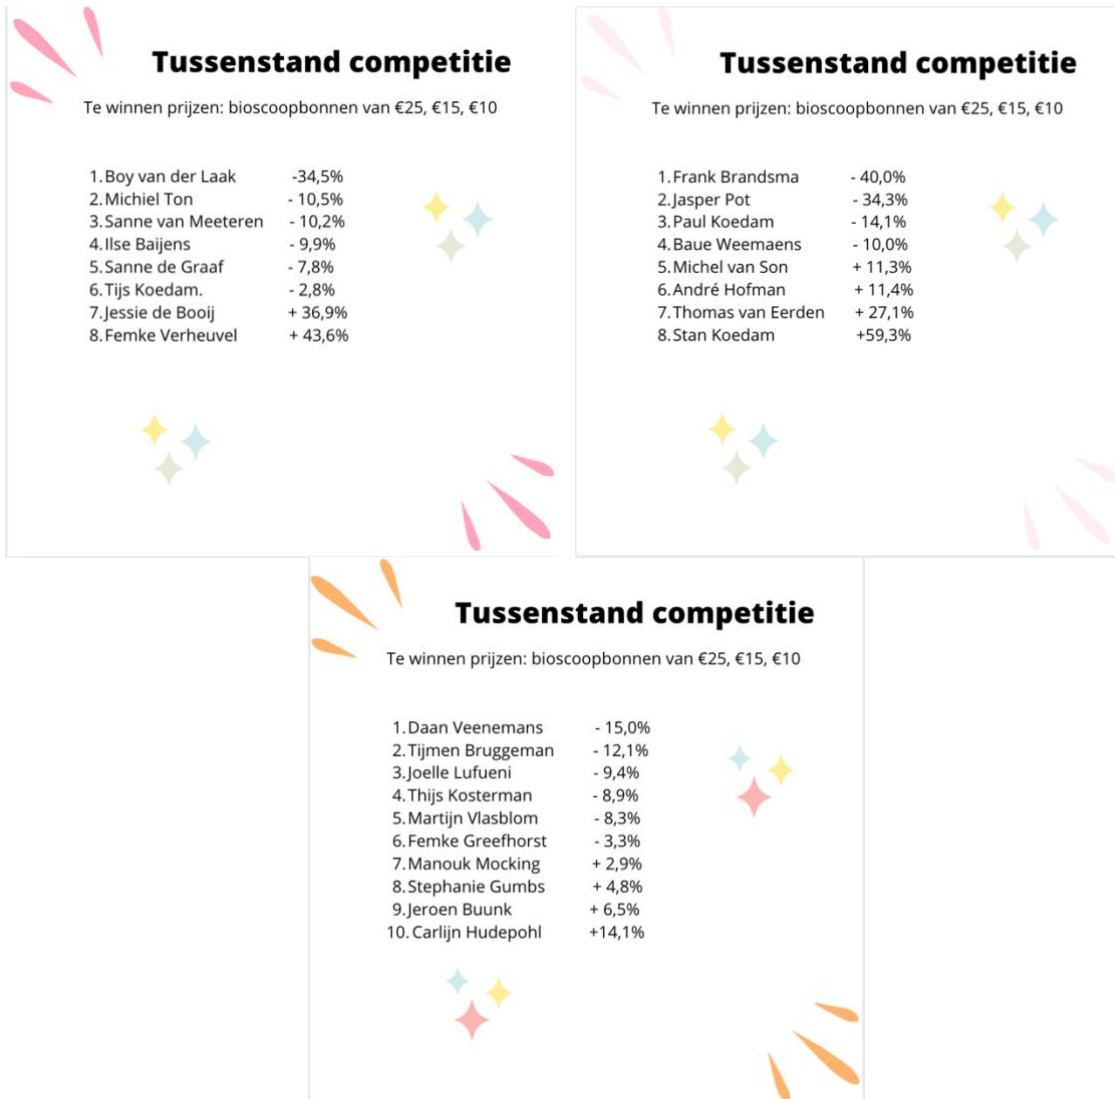 Tussenstand competitie
Te winnen prijzen: bioscoopbonnen van €25, €15, €10
1. Boy van der Laak -34,5%
2. Michiel Ton - 10,5%
3. Sanne van Meeteren - 10,2%
4. Ilse Baijens - 9,9%
5. Sanne de Graaf - 7,8%
6. Tijs Koedam. - 2,8%
7. Jessie de Booij + 36,9%
8. Femke Verheuvel + 43,6%
Tussenstand competitie
Te winnen prijzen: bioscoopbonnen van €25, €15, €10
1. Frank Brandsma - 40,0%
2. Jasper Pot - 34,3%
3. Paul Koedam - 14,1%
4. Baue Weemaens - 10,0%
5. Michel van Son + 11,3%
6. André Hofman + 11,4%
7. Thomas van Eerden + 27,1%
8. Stan Koedam +59,3%
Tussenstand competitie
Te winnen prijzen: bioscoopbonnen van €25, €15, €10
1. Daan Veenemans - 15,0%
2. Tijmen Bruggeman - 12,1%
3. Joelle Lufueni - 9,4%
4. Thijs Kosterman - 8,9%
5. Martijn Vlasblom - 8,3%
6. Femke Greefhorst - 3,3%
7. Manouk Mocking + 2,9%
8. Stephanie Gumbs + 4,8%
9. Jeroen Buunk + 6,5%
10. Carlijn Hudepohl +14,1%